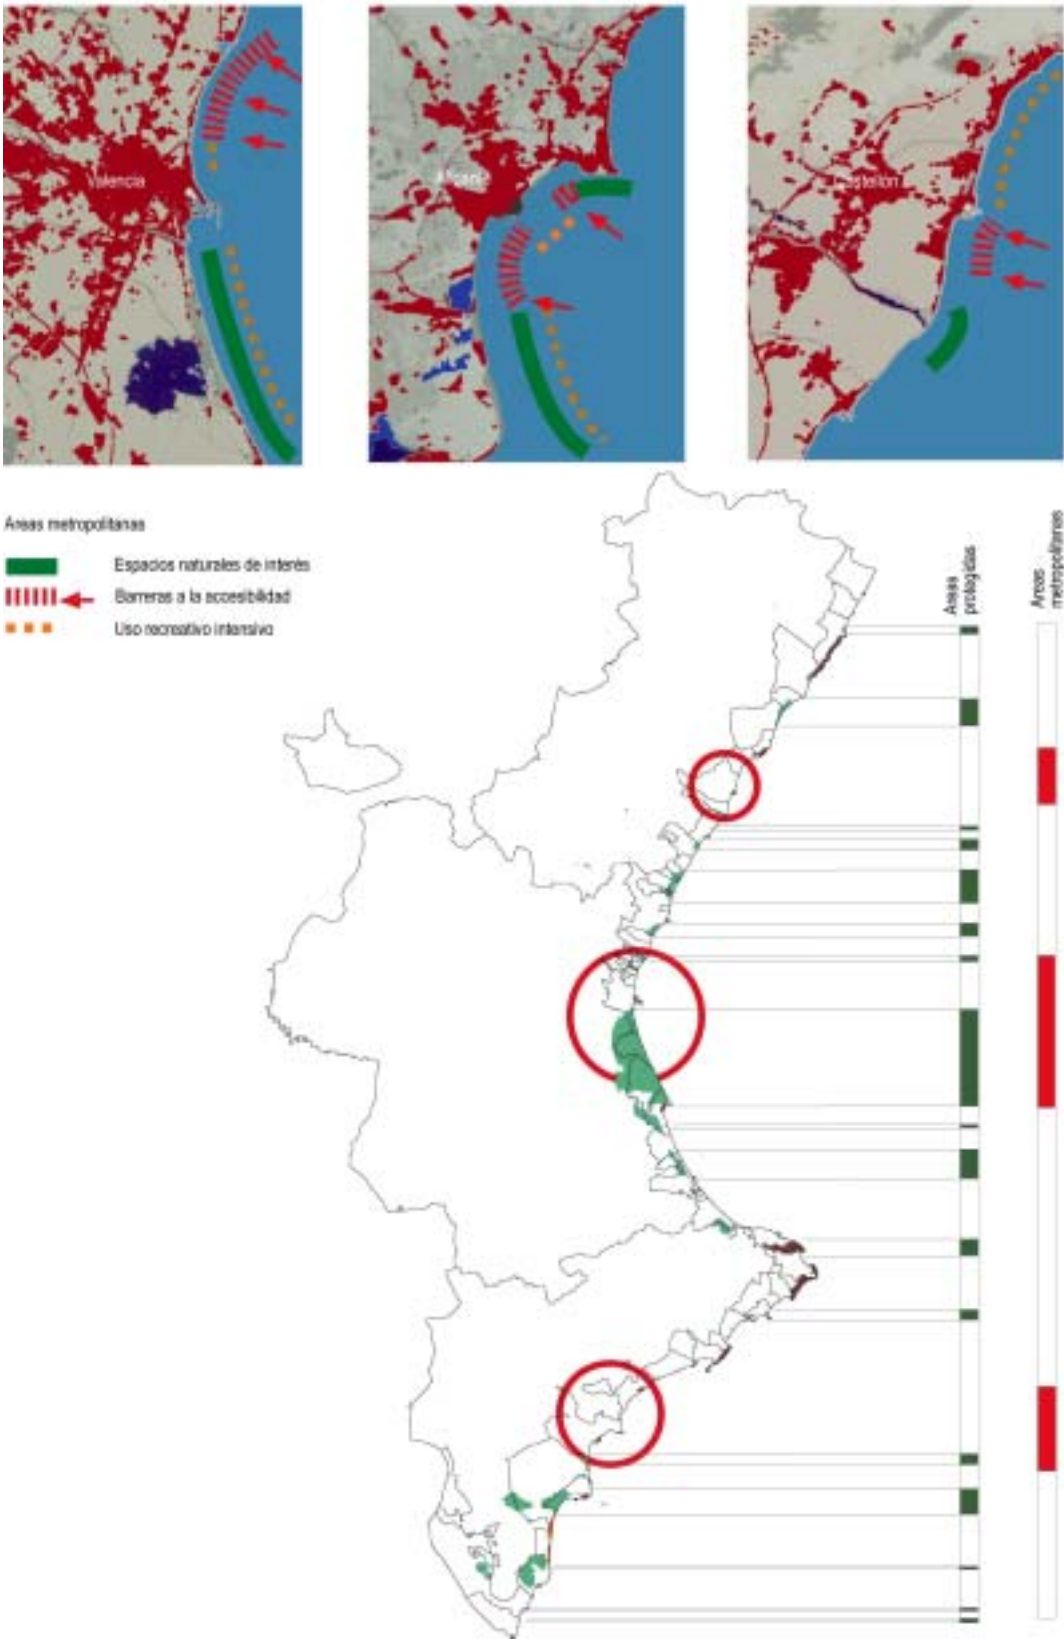 Valencia
Alicante
Castellón
Areas metropolitanas
Espacios naturales de interés
Barreras a la accesibilidad
Uso recreativo intensivo
Areas
protegidas
Areas
metropolitanas